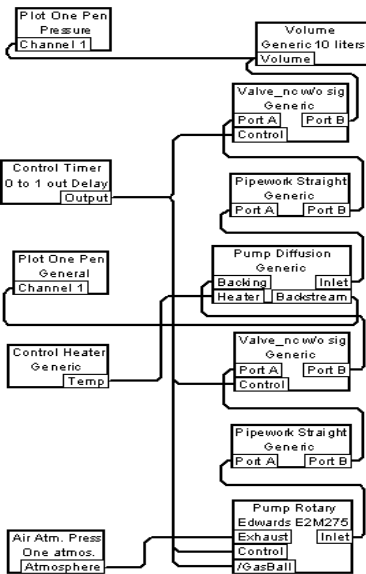 Plot One Pen
Pressure
Channel 1
Volume
Generic 10 liters
Volume
Valve_nc w/o sig
Generic
Port A Port B
Control
Control Timer
0 to 1 out Delay
Output
Pipework Straight
Generic
Port A Port B
Plot One Pen
General
Channel 1
Pump Diffusion
Generic
Backing Inlet
Heater Backstream
Control Heater
Generic
Temp
Valve_nc w/o sig
Generic
Port A Port B
Control
Pipework Straight
Generic
Port A Port B
Air Atm. Press
One atmos.
Atmosphere
Pump Rotary
Edwards E2M275
Exhaust Inlet
Control
/GasBall